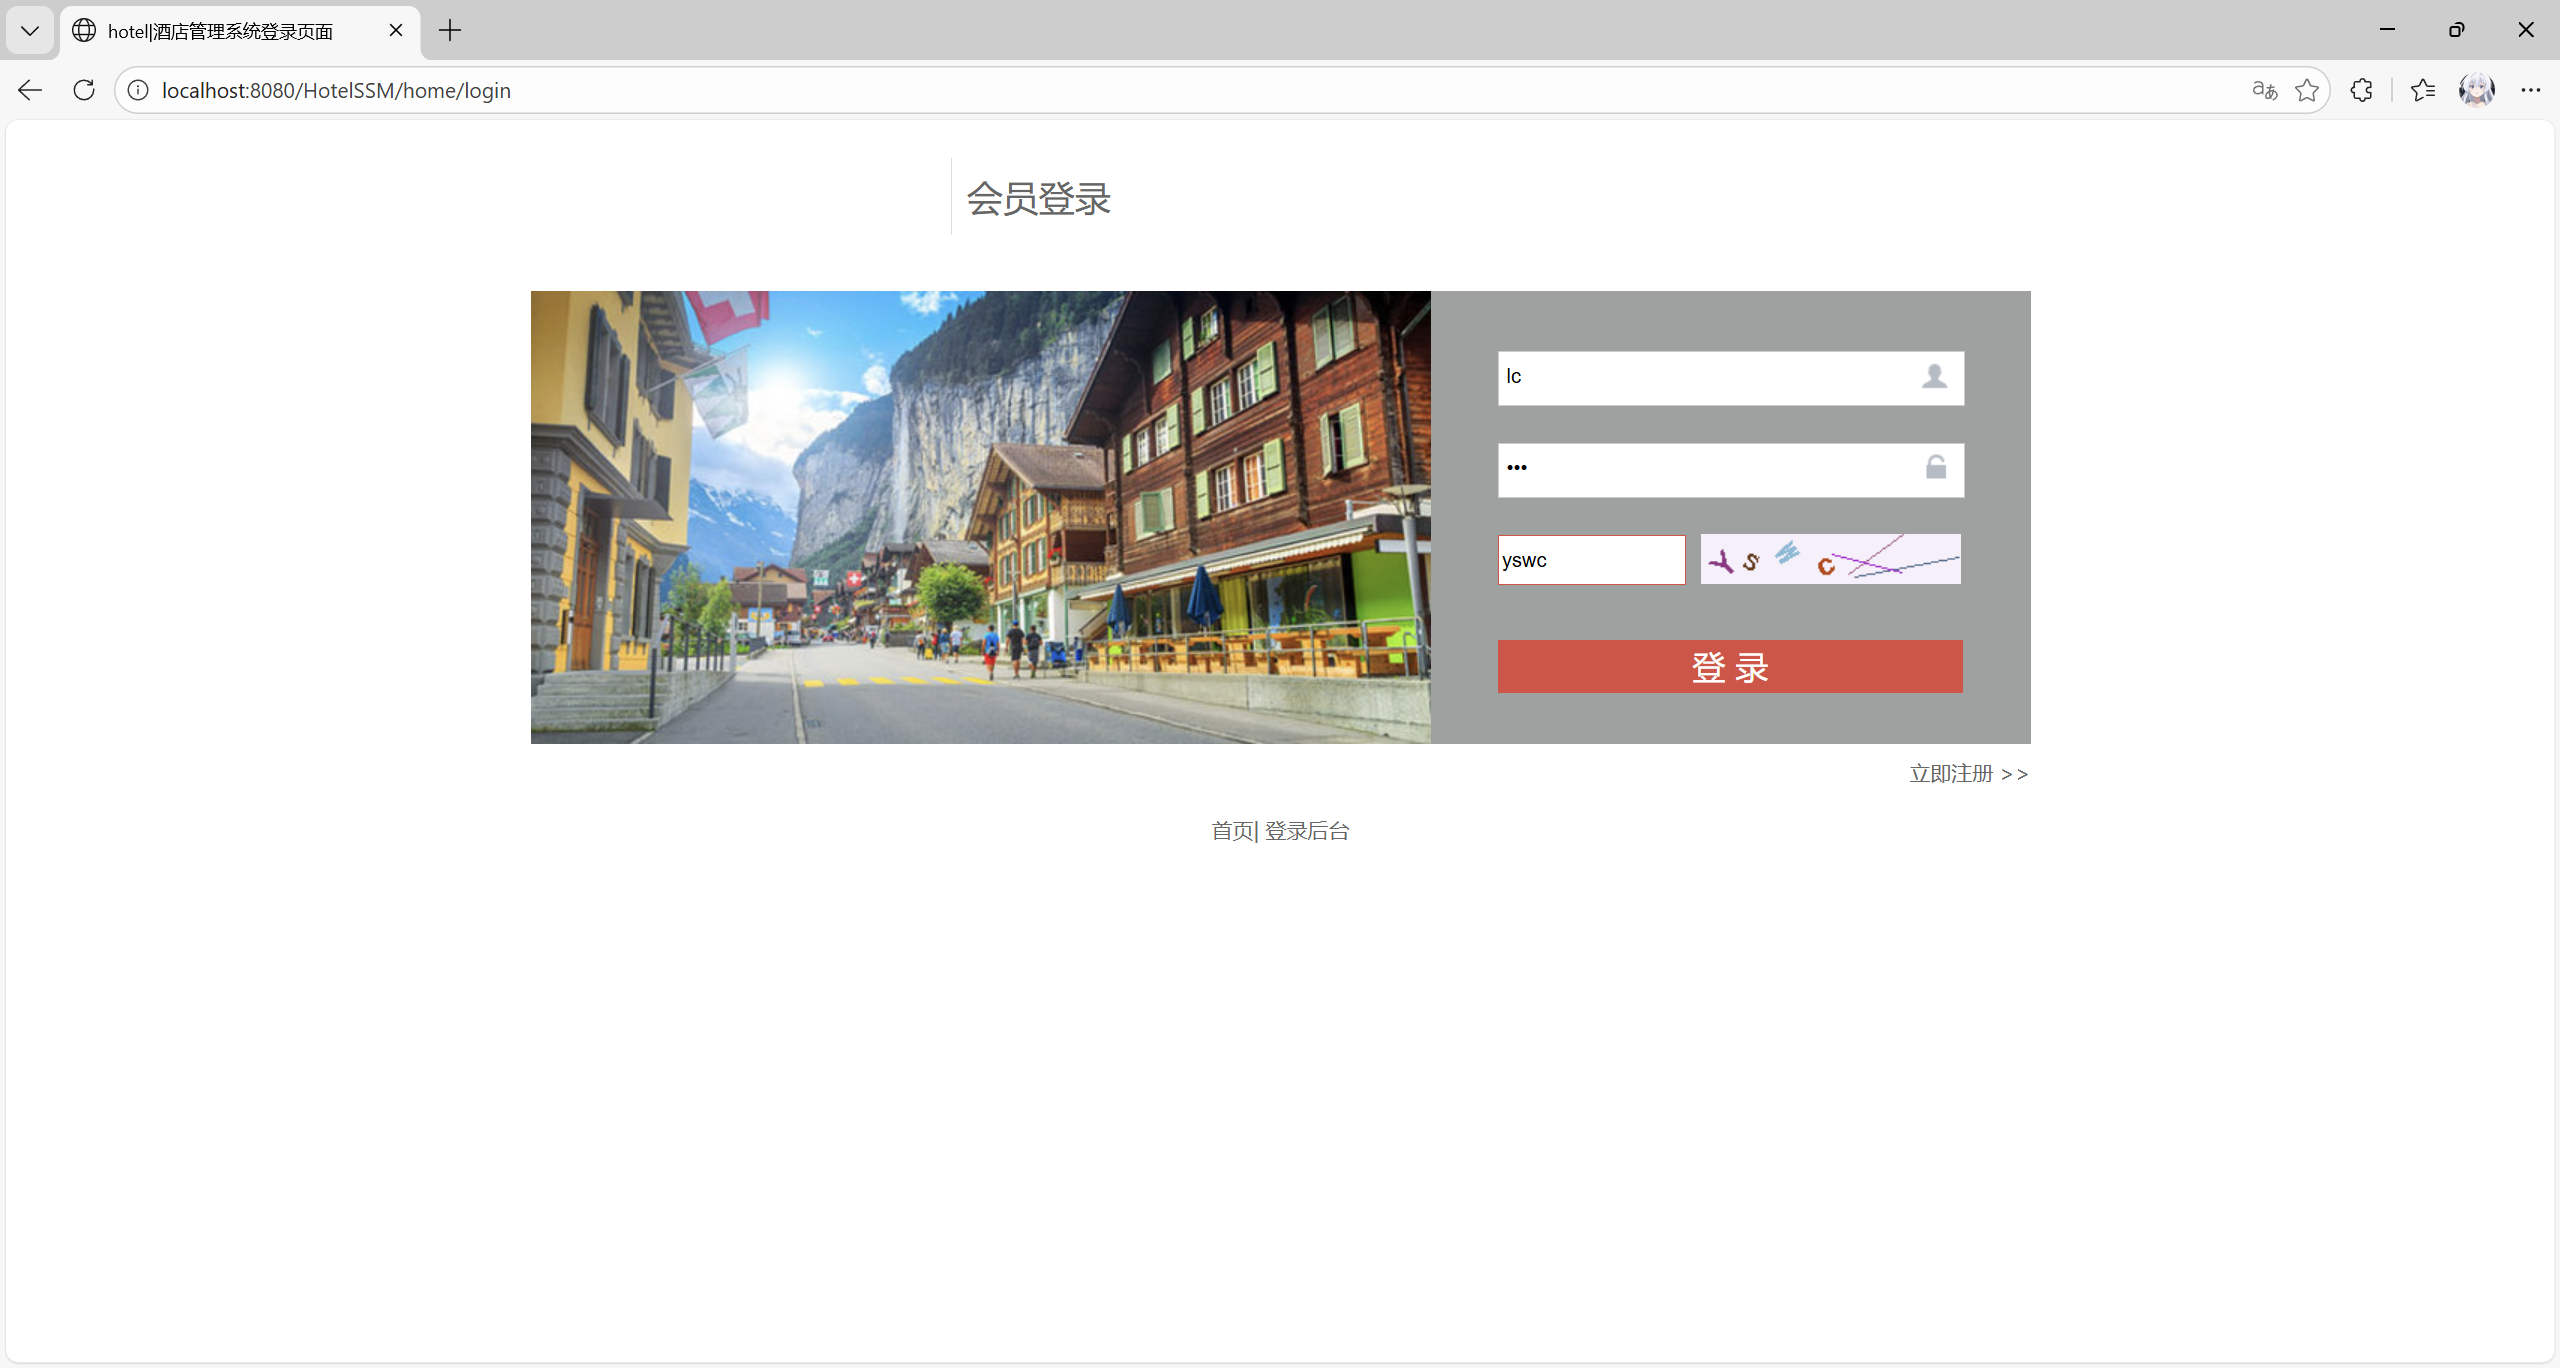 hotel|酒店管理系统登录页面
localhost:8080/HotelSSM/home/login
会员登录
lc
•••
yswc
Y S W C
登 录
立即注册 >>
首页| 登录后台